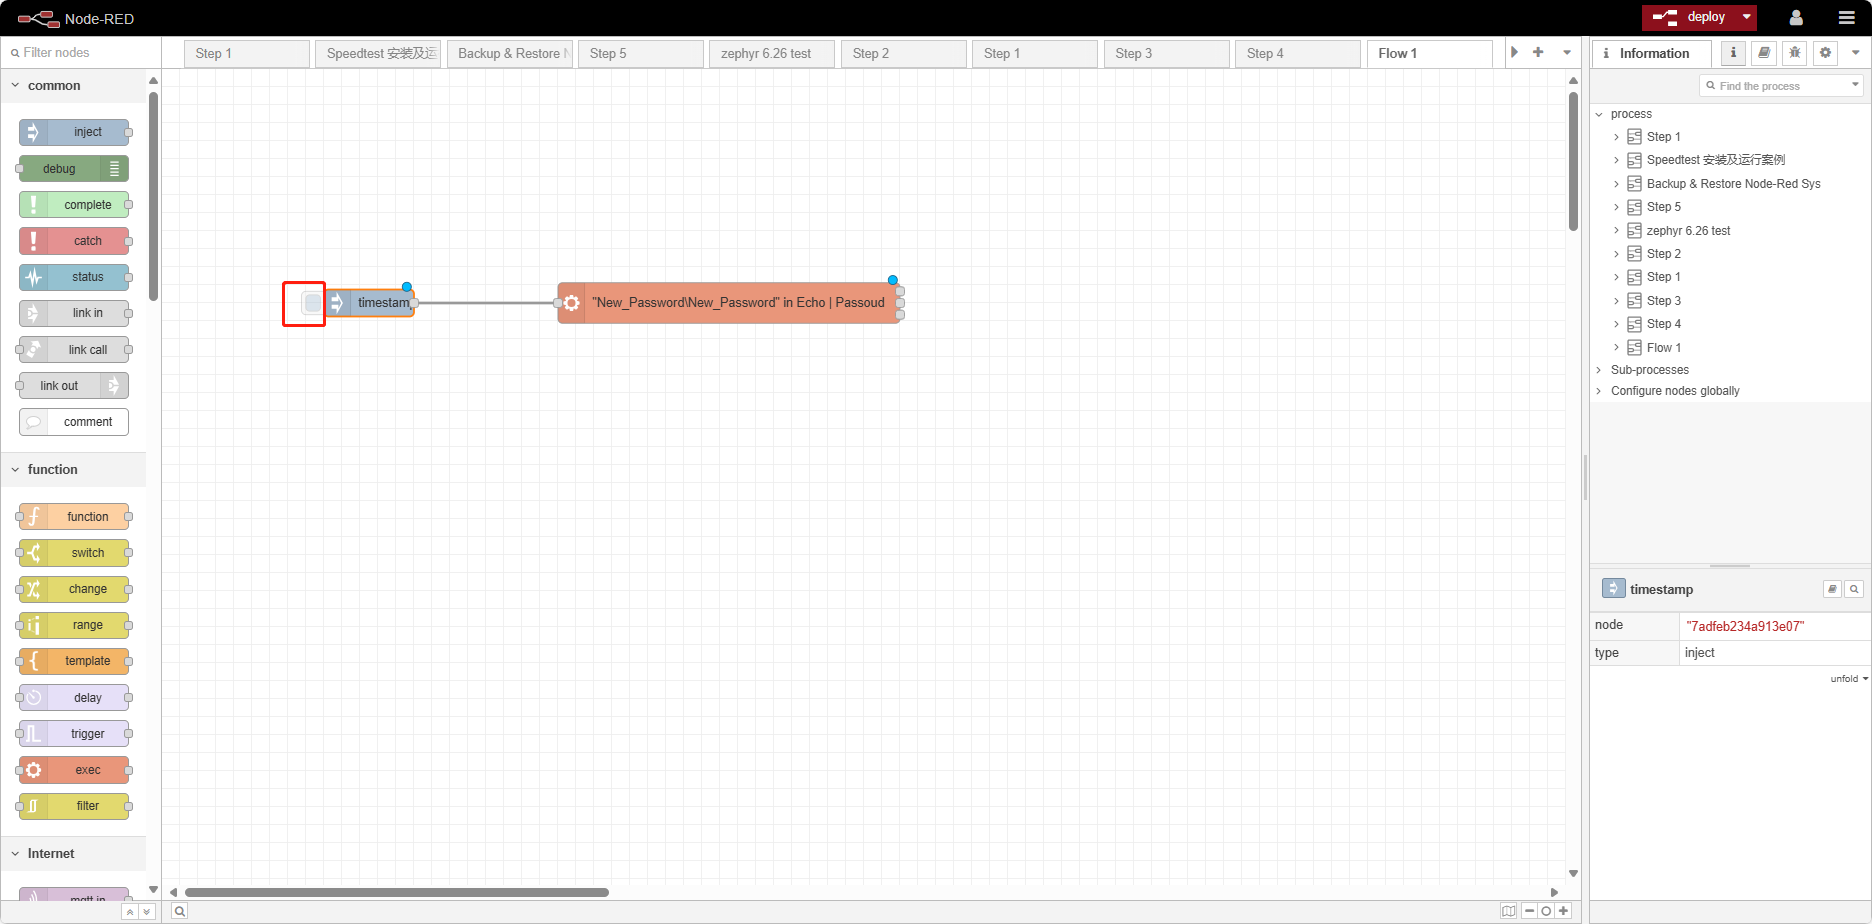 Node-RED
deploy
Filter nodes
Step 1
Speedtest 安装及运
Backup & Restore N
Step 5
zephyr 6.26 test
Step 2
Step 1
Step 3
Step 4
Flow 1
Information
common
inject
debug
complete
catch
status
link in
link call
link out
comment
function
function
switch
change
range
template
delay
trigger
exec
filter
Internet
mqtt in
timestamp
"New_Password\New_Password" in Echo | Passoud
Find the process
process
Step 1
Speedtest 安装及运行案例
Backup & Restore Node-Red Sys
Step 5
zephyr 6.26 test
Step 2
Step 1
Step 3
Step 4
Flow 1
Sub-processes
Configure nodes globally
timestamp
node "7adfeb234a913e07"
type inject
unfold